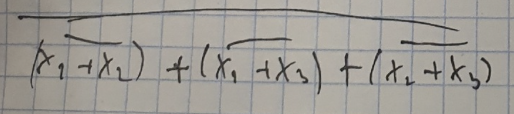 (x₁ + x₂) + (x₁ + x₃) + (x₂ + x₃)